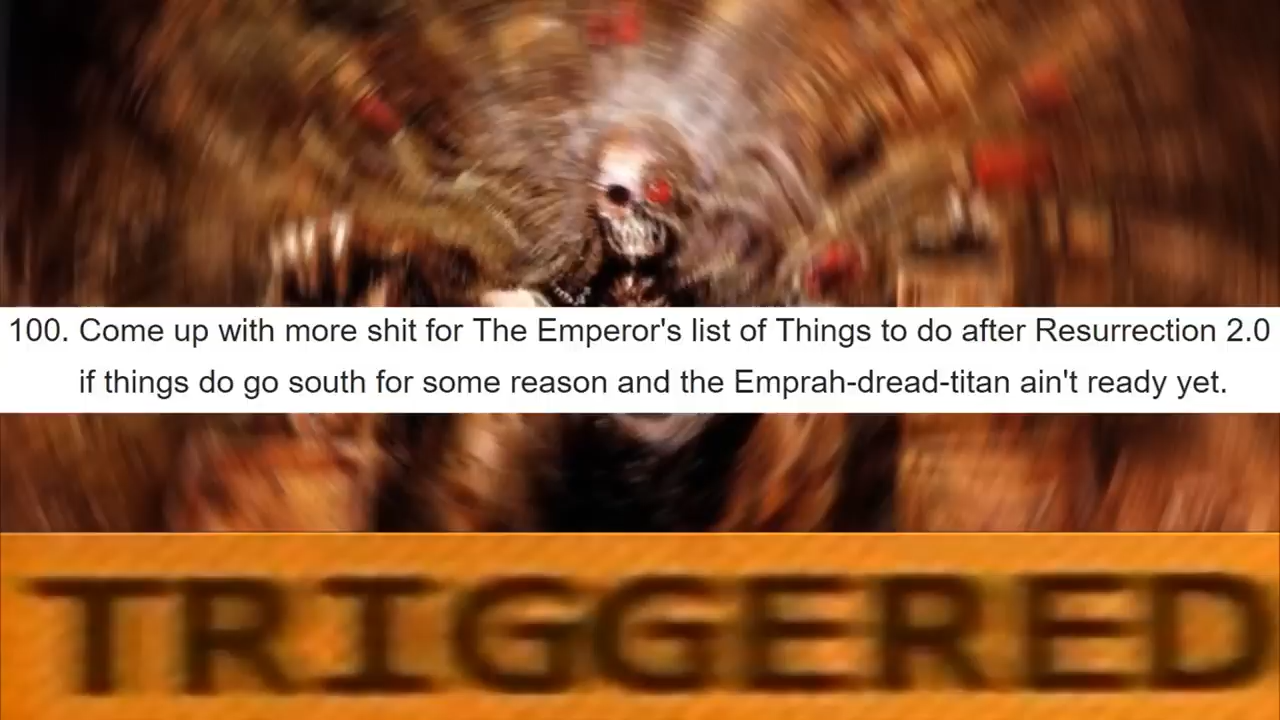 100. Come up with more shit for The Emperor's list of Things to do after Resurrection 2.0
if things do go south for some reason and the Emprah-dread-titan ain't ready yet.
TRIGGERED